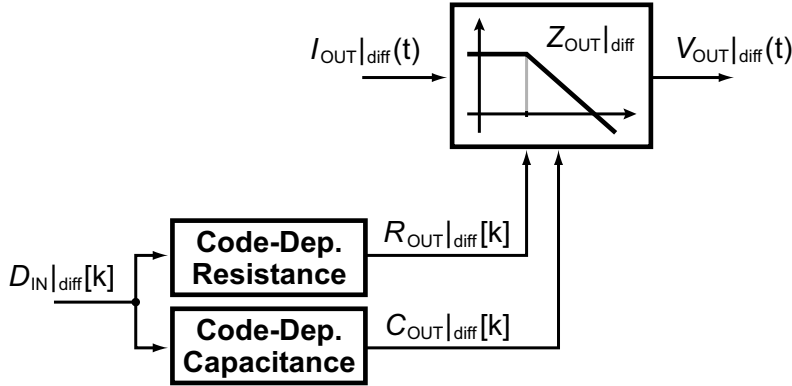 I_OUT|diff(t)
Z_OUT|diff
V_OUT|diff(t)
Code-Dep.
Resistance
R_OUT|diff[k]
D_IN|diff[k]
Code-Dep.
Capacitance
C_OUT|diff[k]